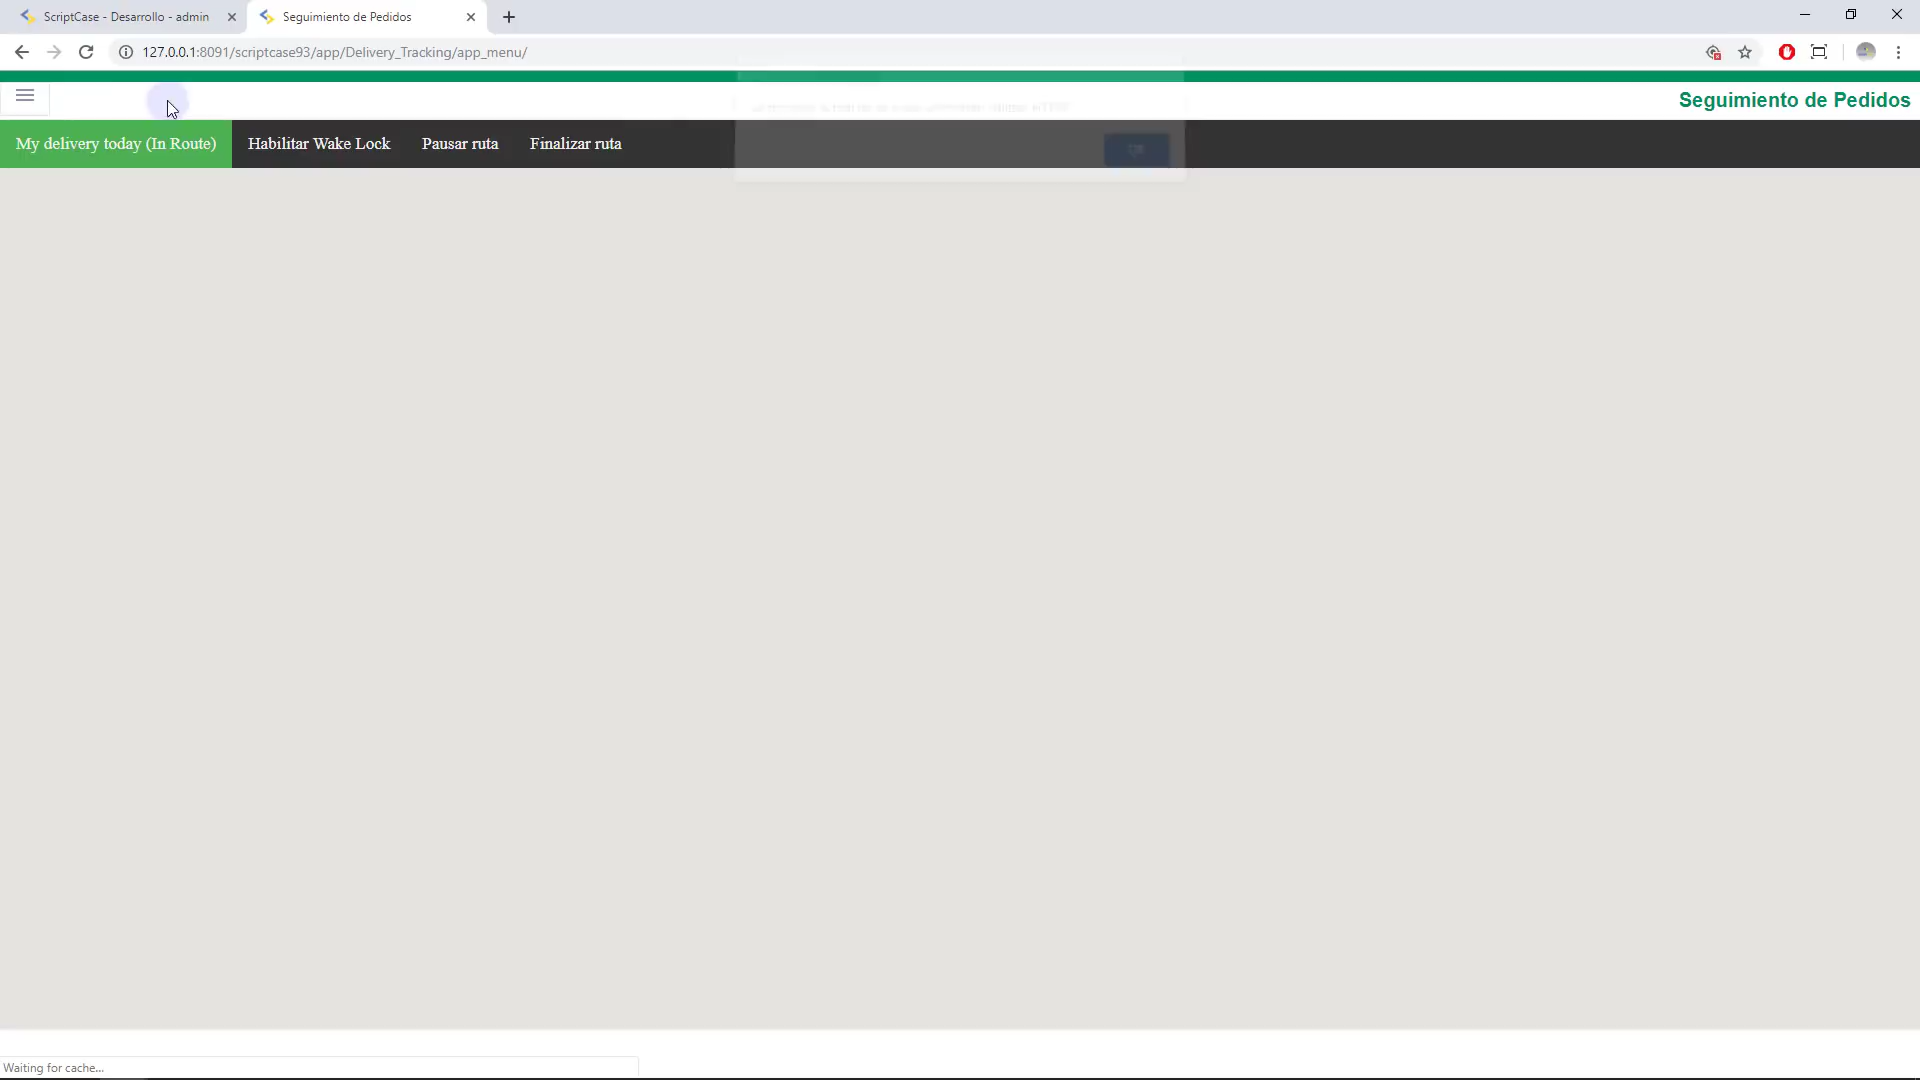 ScriptCase - Desarrollo - admin
Seguimiento de Pedidos
127.0.0.1:8091/scriptcase93/app/Delivery_Tracking/app_menu/
Seguimiento de Pedidos
My delivery today (In Route)
Habilitar Wake Lock
Pausar ruta
Finalizar ruta
Waiting for cache...